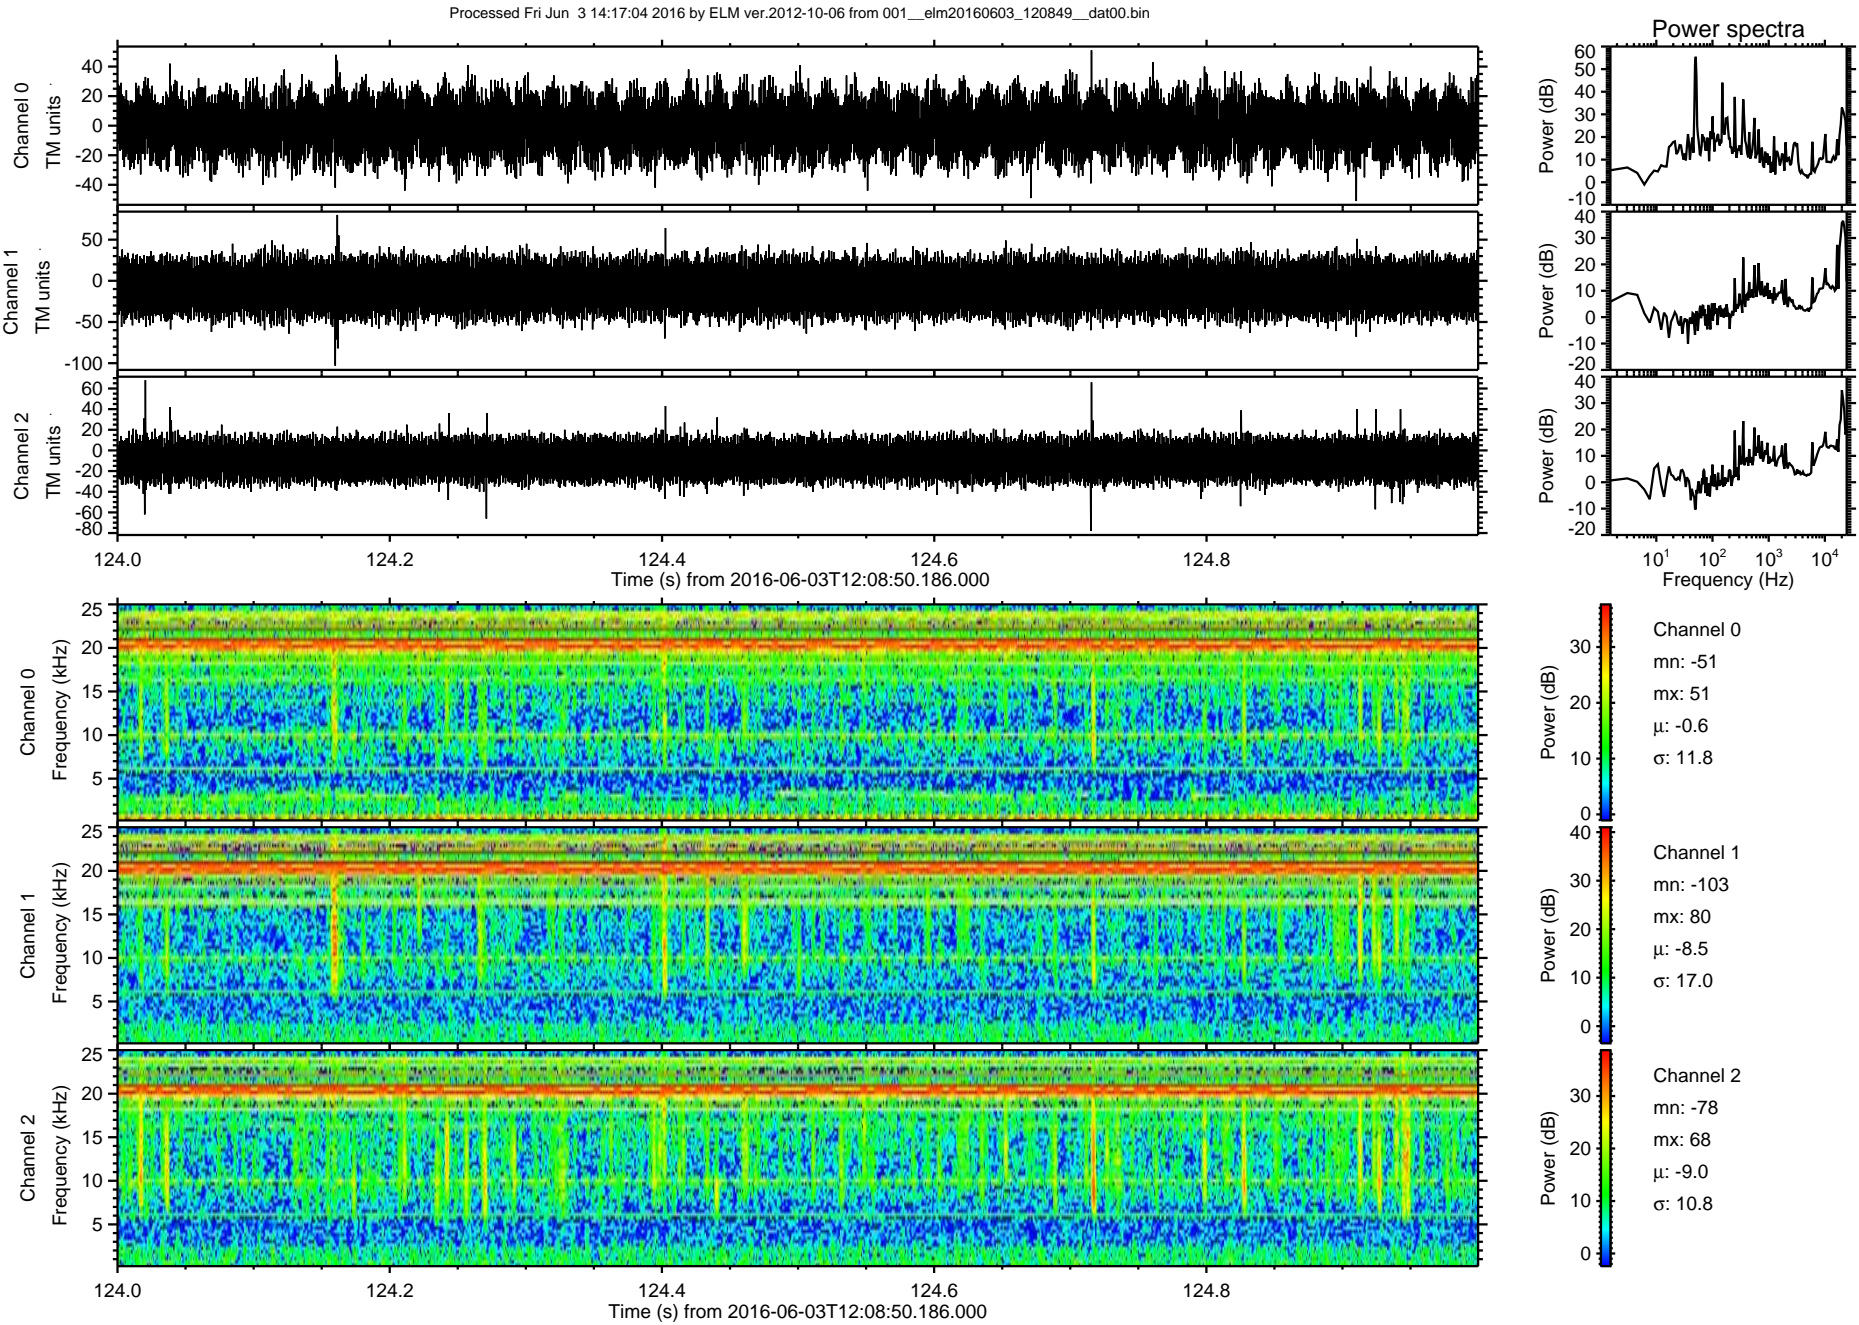 Processed Fri Jun  3 14:17:04 2016 by ELM ver.2012-10-06 from 001__elm20160603_120849__dat00.bin
Power spectra
Channel 0
TM units
40
20
0
-20
-40
Power (dB)
60
50
40
30
20
10
0
-10
Channel 1
TM units
50
0
-50
-100
Power (dB)
40
30
20
10
0
-10
-20
Channel 2
TM units
60
40
20
0
-20
-40
-60
-80
Power (dB)
40
30
20
10
0
-10
-20
124.0 124.2 124.4 124.6 124.8
Time (s) from 2016-06-03T12:08:50.186.000
10¹ 10² 10³ 10⁴
Frequency (Hz)
Channel 0
Frequency (kHz)
25
20
15
10
5
Power (dB)
30
20
10
0
Channel 0
mn: -51
mx: 51
μ: -0.6
σ: 11.8
Channel 1
Frequency (kHz)
25
20
15
10
5
Power (dB)
40
30
20
10
0
Channel 1
mn: -103
mx: 80
μ: -8.5
σ: 17.0
Channel 2
Frequency (kHz)
25
20
15
10
5
Power (dB)
30
20
10
0
Channel 2
mn: -78
mx: 68
μ: -9.0
σ: 10.8
124.0 124.2 124.4 124.6 124.8
Time (s) from 2016-06-03T12:08:50.186.000